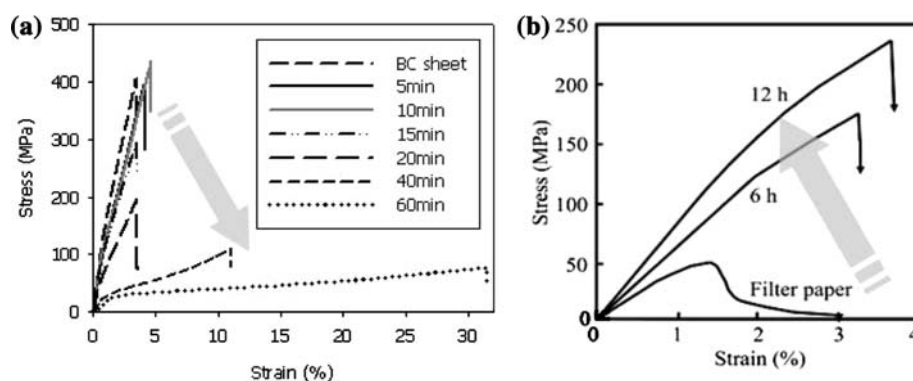 (a)
Stress (MPa)
500
400
300
200
100
0
0 5 10 15 20 25 30
Strain (%)
BC sheet
5min
10min
15min
20min
40min
60min
(b)
Stress (MPa)
250
200
150
100
50
0
0 1 2 3 4
Strain (%)
12 h
6 h
Filter paper